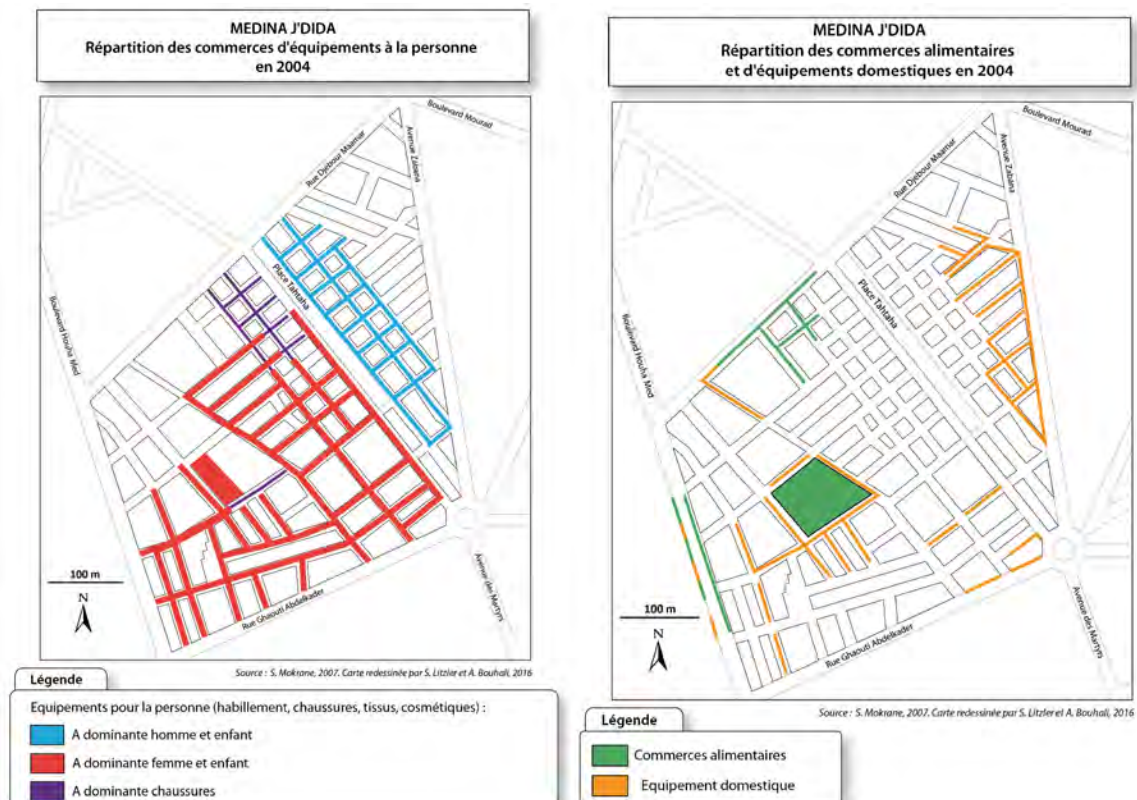 MEDINA J'DIDA
Répartition des commerces d'équipements à la personne
en 2004
Boulevard Mourad
Avenue Zabana
Rue Djebour Maamar
Place Tahtaha
Boulevard Houha Med
100 m
N
Avenue des Martyrs
Rue Ghaouti Abdelkader
Source : S. Mokrane, 2007. Carte redessinée par S. Litzler et A. Bouhali, 2016
Légende
Equipements pour la personne (habillement, chaussures, tissus, cosmétiques) :
A dominante homme et enfant
A dominante femme et enfant
A dominante chaussures
MEDINA J'DIDA
Répartition des commerces alimentaires
et d'équipements domestiques en 2004
Boulevard Mourad
Avenue Zabana
Rue Djebour Maamar
Place Tahtaha
Boulevard Houha Med
100 m
N
Avenue des Martyrs
Rue Ghaouti Abdelkader
Source : S. Mokrane, 2007. Carte redessinée par S. Litzler et A. Bouhali, 2016
Légende
Commerces alimentaires
Equipement domestique